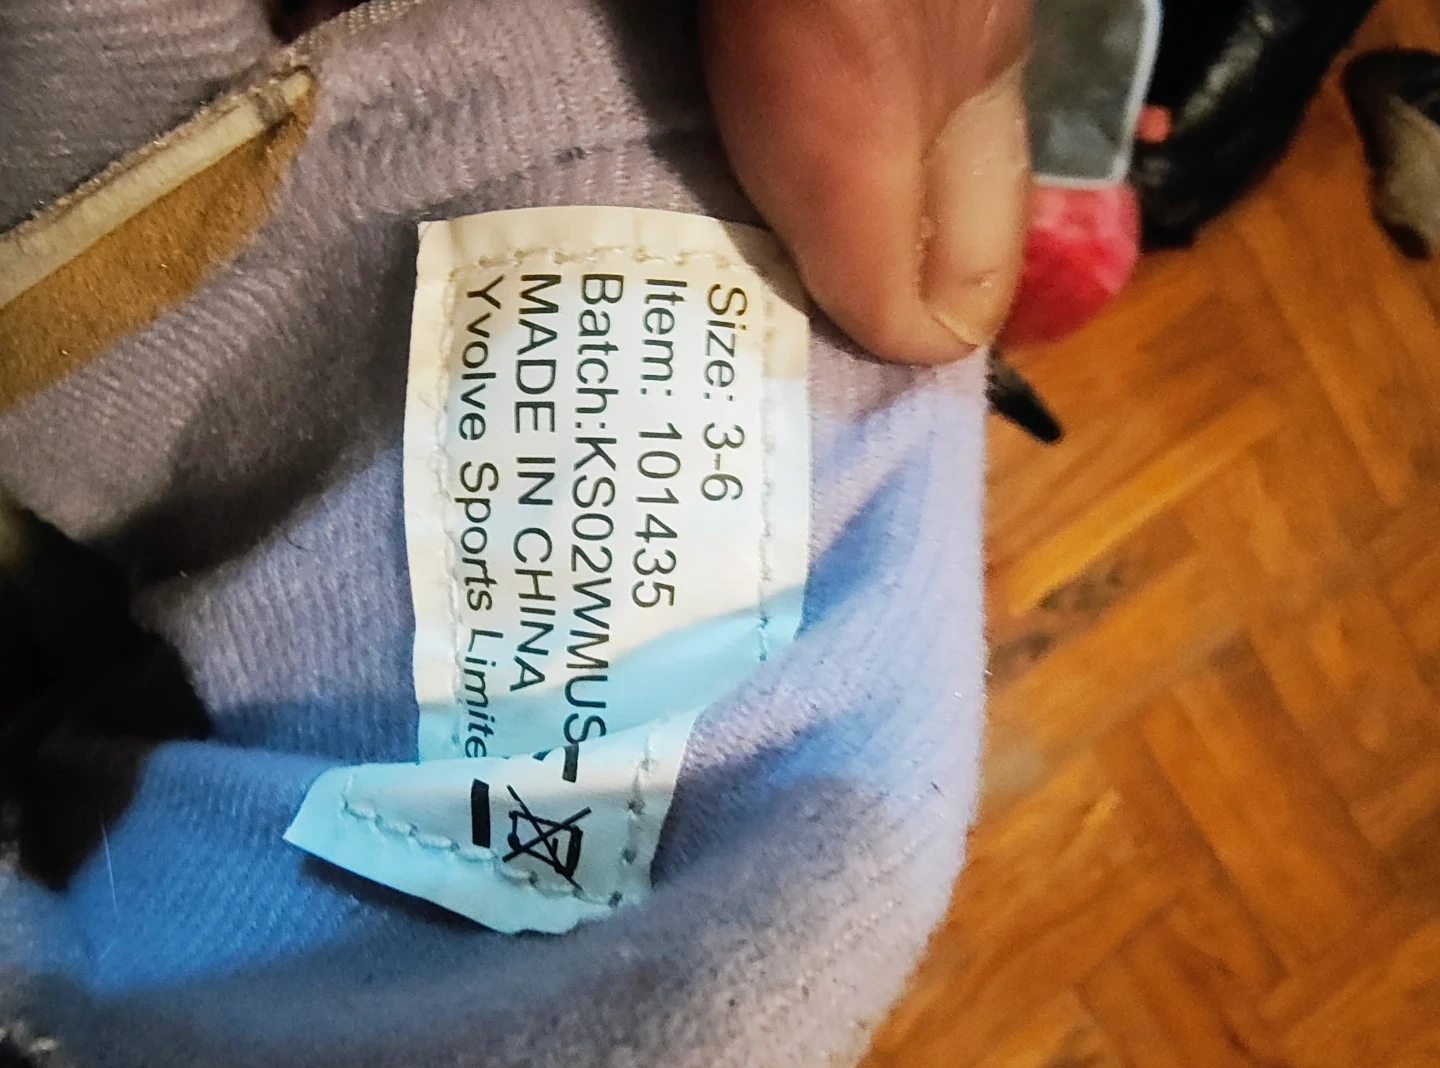 Size: 3-6
Item: 101435
Batch:KS02WMUS
MADE IN CHINA
Yvolve Sports Limite